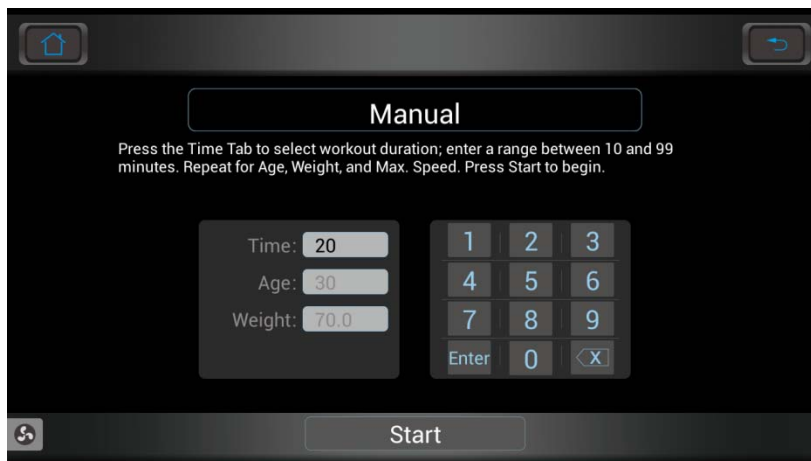 Manual
Press the Time Tab to select workout duration; enter a range between 10 and 99
minutes. Repeat for Age, Weight, and Max. Speed. Press Start to begin.
Time: 20
Age: 30
Weight: 70.0
1 2 3
4 5 6
7 8 9
Enter 0 X
Start